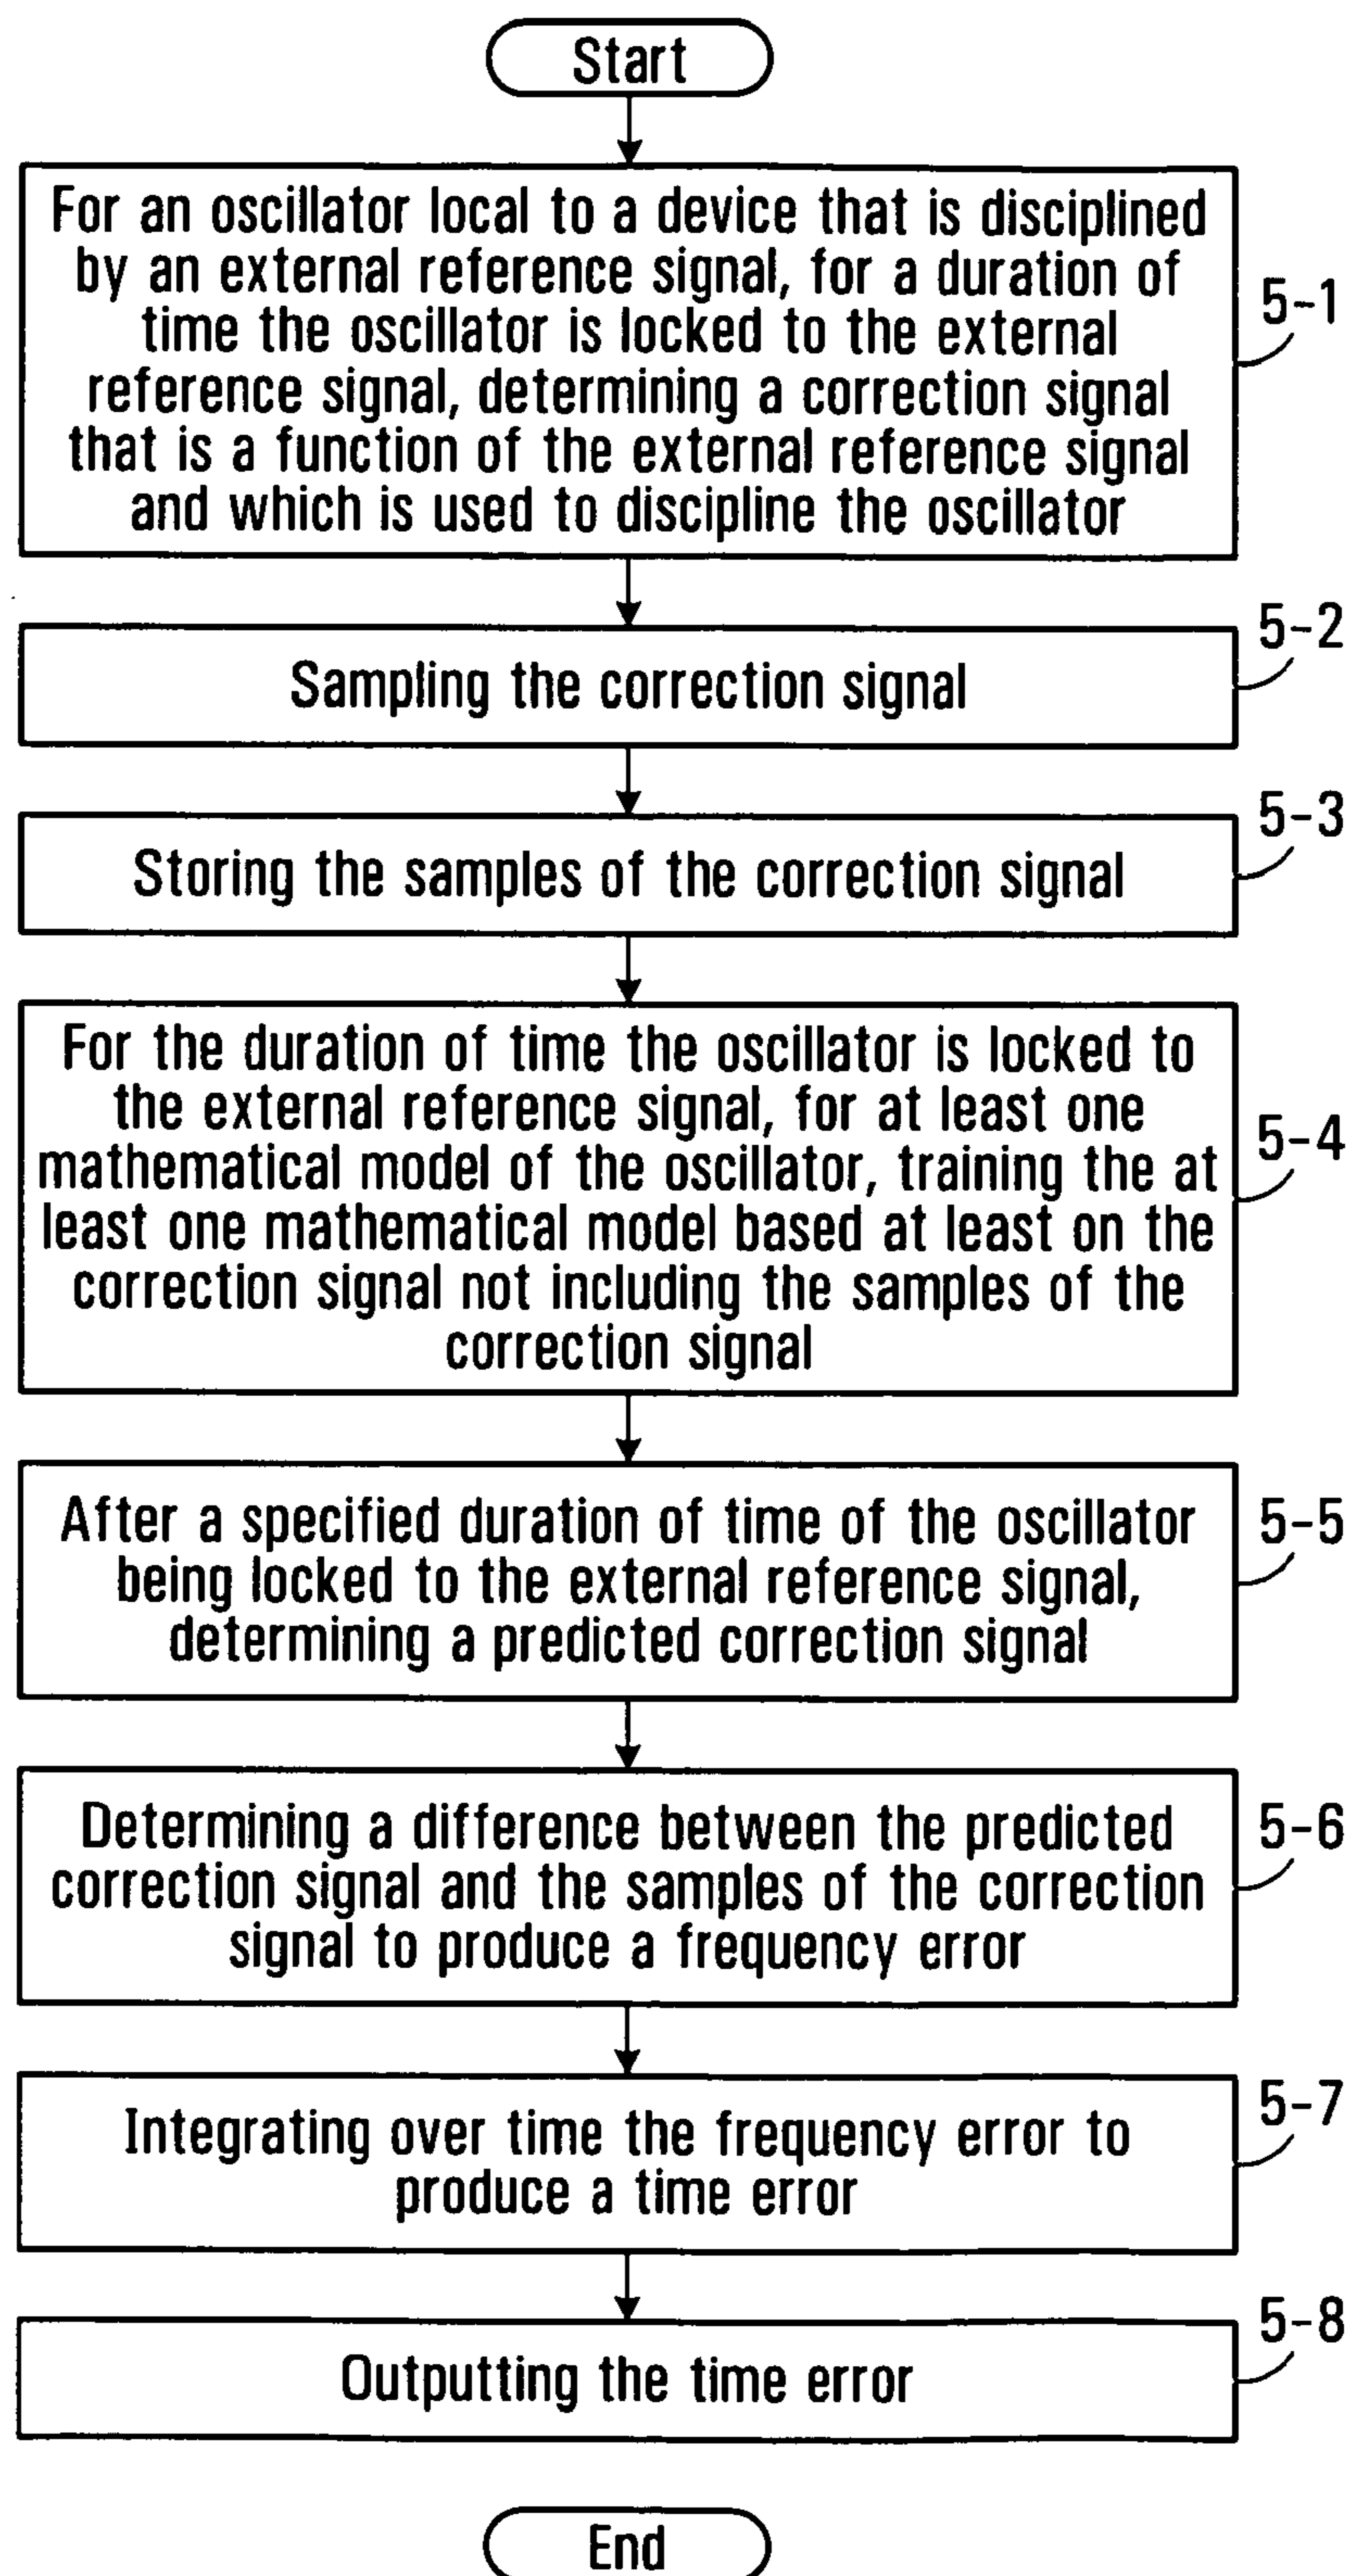 Start
For an oscillator local to a device that is disciplined
by an external reference signal, for a duration of
time the oscillator is locked to the external
reference signal, determining a correction signal
that is a function of the external reference signal
and which is used to discipline the oscillator
5-1
Sampling the correction signal
5-2
Storing the samples of the correction signal
5-3
For the duration of time the oscillator is locked to
the external reference signal, for at least one
mathematical model of the oscillator, training the at
least one mathematical model based at least on the
correction signal not including the samples of the
correction signal
5-4
After a specified duration of time of the oscillator
being locked to the external reference signal,
determining a predicted correction signal
5-5
Determining a difference between the predicted
correction signal and the samples of the correction
signal to produce a frequency error
5-6
Integrating over time the frequency error to
produce a time error
5-7
Outputting the time error
5-8
End